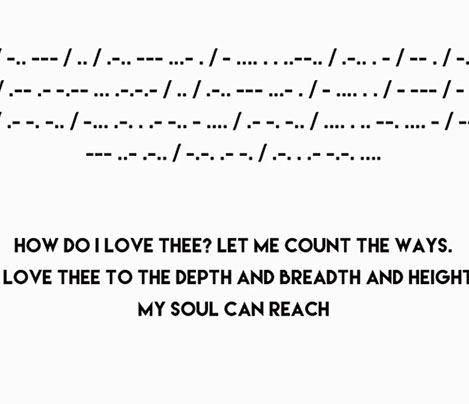 / -.. --- / .. / .-.. --- ...- . / - .... . . ..--.. / .-.. . - / -- . / -.
/ .-- .- -.-- ... .-.-.- / .. / .-.. --- ...- . / - .... . . / - --- / -
/ .- -. -.. / -... .-. . .- -.. - .... / .- -. -.. / .... . .. --. .... - / --
--- ..- .-.. / -.-. .- -. / .-. . .- -.-. ....
HOW DO I LOVE THEE? LET ME COUNT THE WAYS.
LOVE THEE TO THE DEPTH AND BREADTH AND HEIGHT
MY SOUL CAN REACH